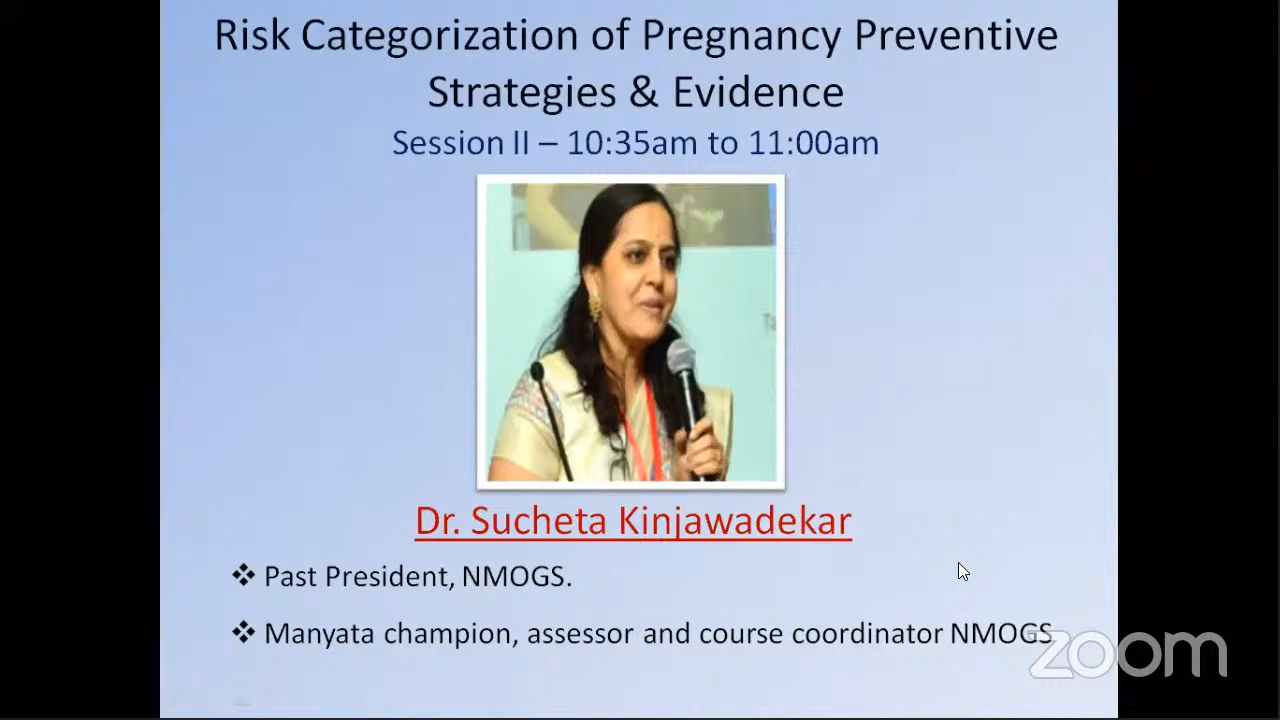 Risk Categorization of Pregnancy Preventive
Strategies & Evidence
Session II – 10:35am to 11:00am
Dr. Sucheta Kinjawadekar
❖ Past President, NMOGS.
❖ Manyata champion, assessor and course coordinator NMOGS
zoom